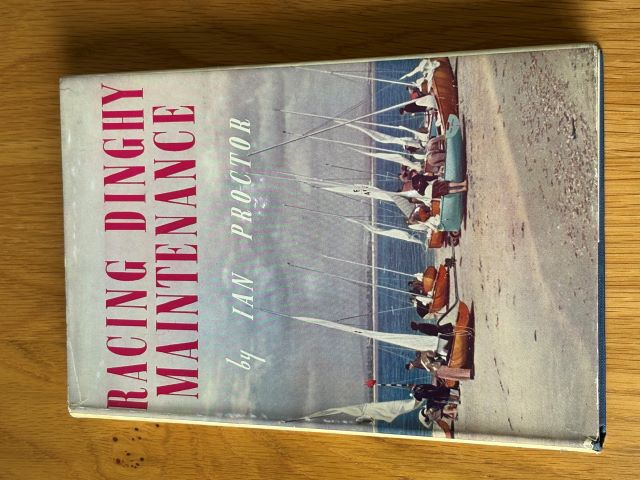 RACING DINGHY
MAINTENANCE
by IAN PROCTOR